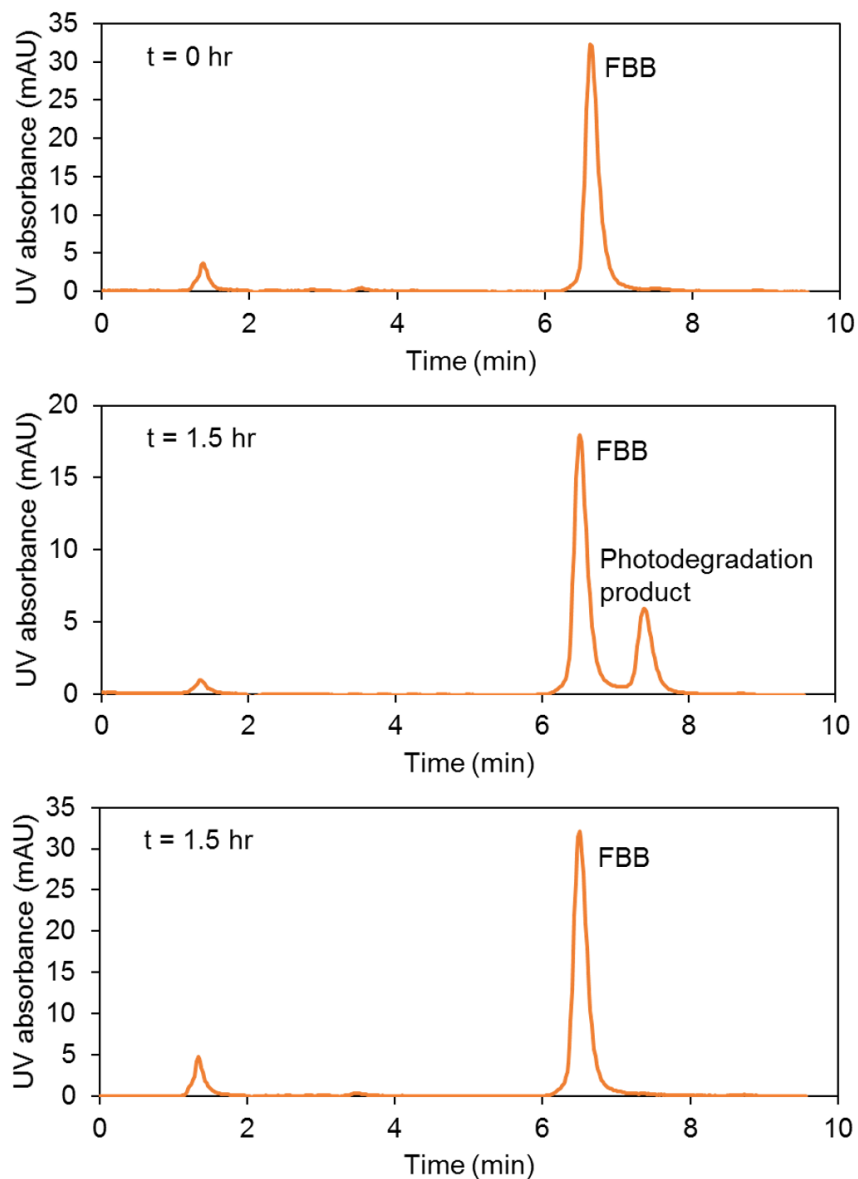 35
30
25
20
15
10
5
0
UV absorbance (mAU)
t = 0 hr
FBB
0 2 4 6 8 10
Time (min)
20
15
10
5
0
UV absorbance (mAU)
t = 1.5 hr
FBB
Photodegradation
product
0 2 4 6 8 10
Time (min)
35
30
25
20
15
10
5
0
UV absorbance (mAU)
t = 1.5 hr
FBB
0 2 4 6 8 10
Time (min)